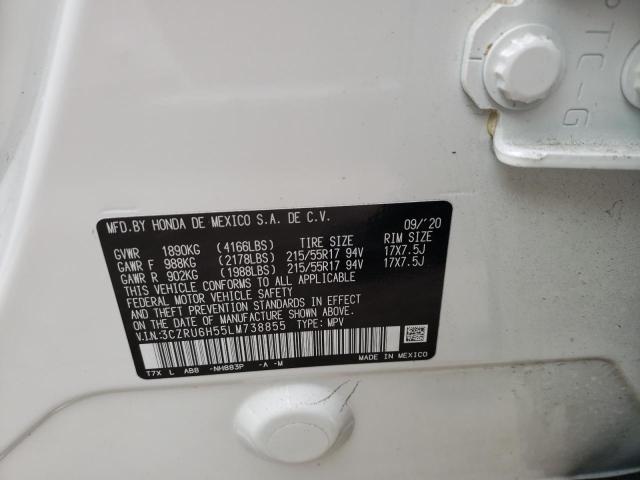 PTC-G
MFD.BY HONDA DE MEXICO S.A. DE C.V. 09/'20
GVWR 1890KG (4166LBS) TIRE SIZE RIM SIZE
GAWR F 988KG (2178LBS) 215/55R17 94V 17X7.5J
GAWR R 902KG (1988LBS) 215/55R17 94V 17X7.5J
THIS VEHICLE CONFORMS TO ALL APPLICABLE
FEDERAL MOTOR VEHICLE SAFETY
AND THEFT PREVENTION STANDARDS IN EFFECT
ON THE DATE OF MANUFACTURE SHOWN ABOVE.
V.I.N:3CZRU6H55LM738855 TYPE: MPV
T7X L AB8 -NH883P -A -M MADE IN MEXICO